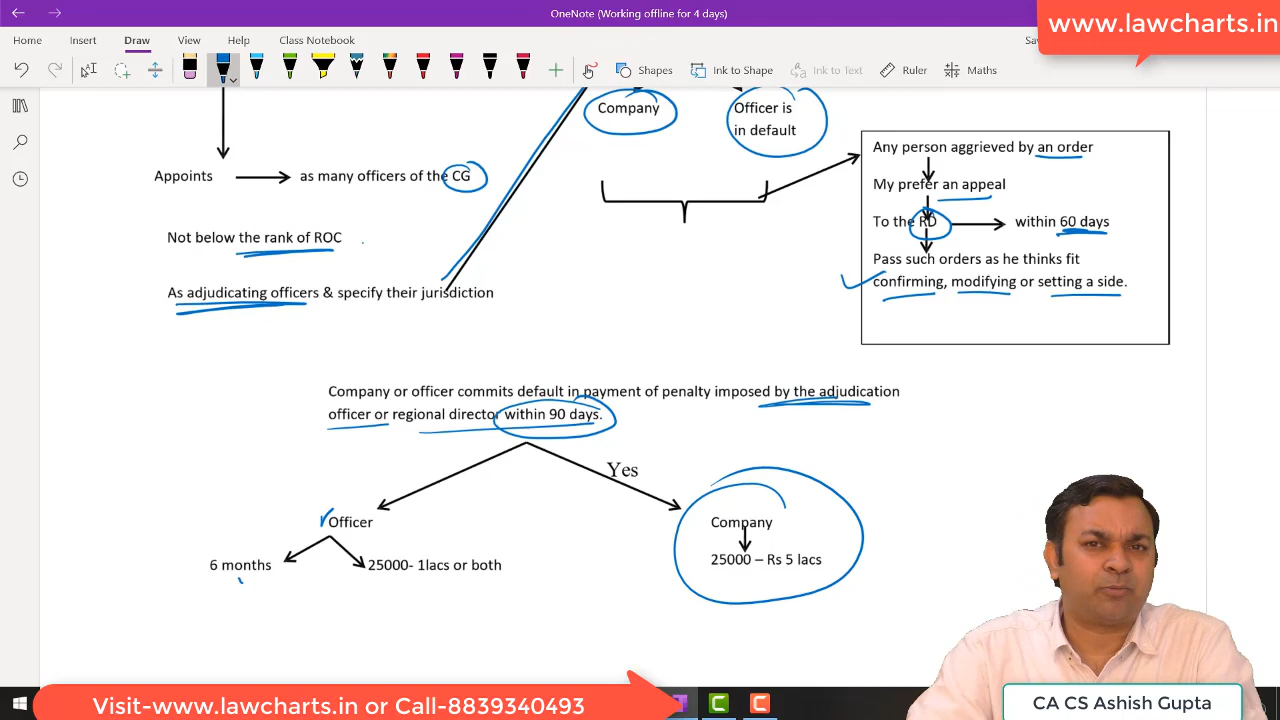 OneNote (Working offline for 4 days)
www.lawcharts.in
Home Insert Draw View Help Class Notebook
Shapes Ink to Shape Ink to Text Ruler Maths
Company
Officer is
in default
Appoints as many officers of the CG
Not below the rank of ROC
As adjudicating officers & specify their jurisdiction
Any person aggrieved by an order
My prefer an appeal
To the RD within 60 days
Pass such orders as he thinks fit
confirming, modifying or setting a side.
Company or officer commits default in payment of penalty imposed by the adjudication
officer or regional director within 90 days.
Yes
Officer
6 months 25000- 1lacs or both
Company
25000 – Rs 5 lacs
Visit-www.lawcharts.in or Call-8839340493
CA CS Ashish Gupta